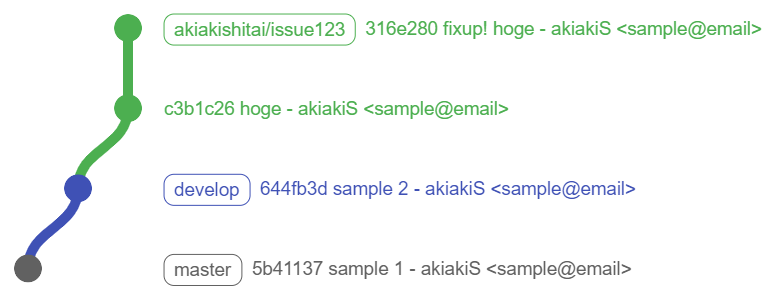 akiakishitai/issue123 316e280 fixup! hoge - akiakiS <sample@email>
c3b1c26 hoge - akiakiS <sample@email>
develop 644fb3d sample 2 - akiakiS <sample@email>
master 5b41137 sample 1 - akiakiS <sample@email>